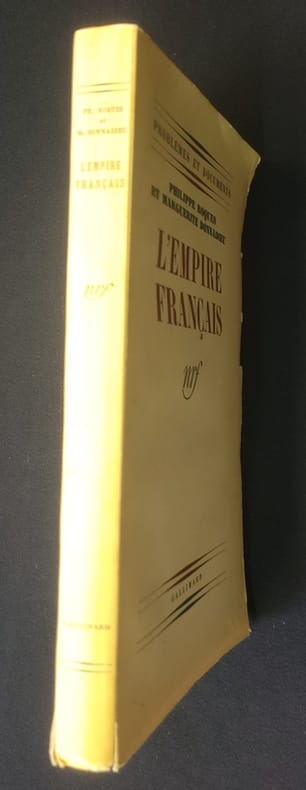 PH. ROQUES
et
M. DONNADIEU
L'EMPIRE
FRANÇAIS
nrf
GALLIMARD
PROBLÈMES ET DOCUMENTS
PHILIPPE ROQUES
ET MARGUERITE DONNADIEU
L'EMPIRE
FRANÇAIS
nrf
GALLIMARD